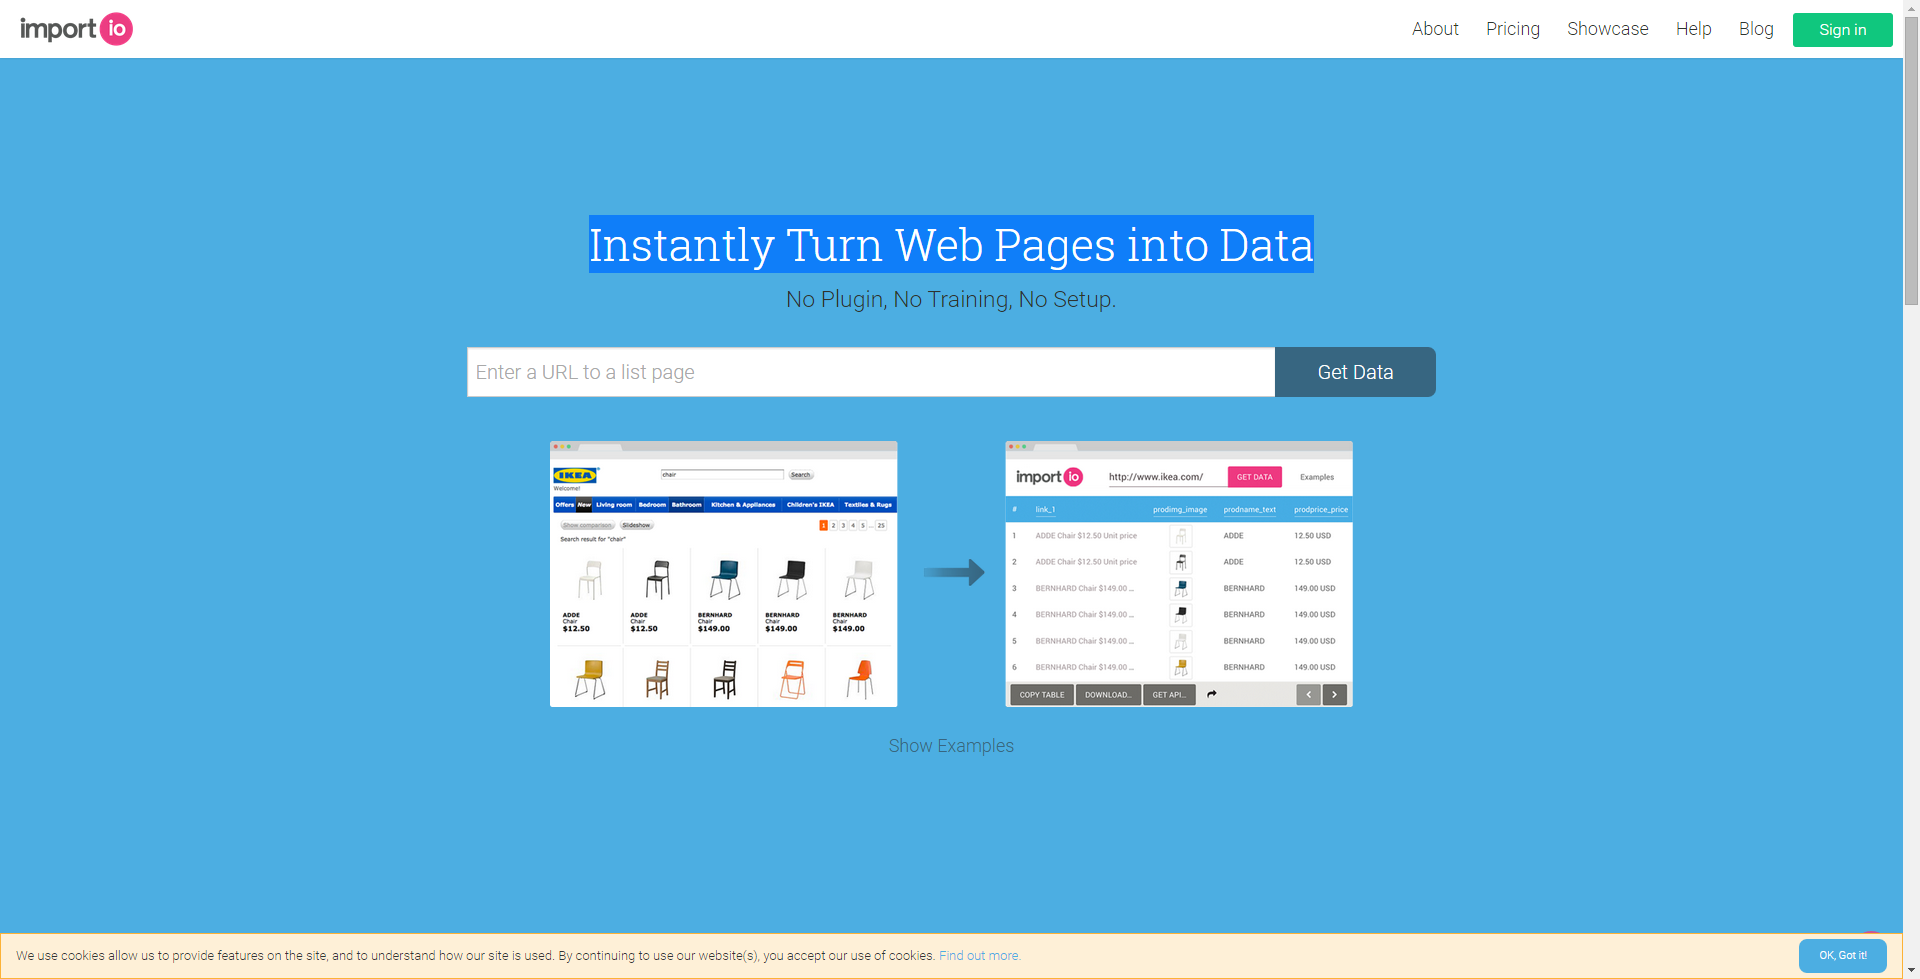 import io
About Pricing Showcase Help Blog Sign in
Instantly Turn Web Pages into Data
No Plugin, No Training, No Setup.
Enter a URL to a list page
Get Data
IKEA
Welcome!
chair
Search
Offers New Living room Bedroom Bathroom Kitchen & Appliances Children's IKEA Textiles & Rugs
Show comparison Slideshow
1 2 3 4 5 ... 25
Search result for "chair"
ADDE ADDE BERNHARD BERNHARD BERNHARD
Chair Chair Chair Chair Chair
$12.50 $12.50 $149.00 $149.00 $149.00
import io http://www.ikea.com/ GET DATA Examples
# link_1 prodimg_image prodname_text prodprice_price
1 ADDE Chair $12.50 Unit price ADDE 12.50 USD
2 ADDE Chair $12.50 Unit price ADDE 12.50 USD
3 BERNHARD Chair $149.00 ... BERNHARD 149.00 USD
4 BERNHARD Chair $149.00 ... BERNHARD 149.00 USD
5 BERNHARD Chair $149.00 ... BERNHARD 149.00 USD
6 BERNHARD Chair $149.00 ... BERNHARD 149.00 USD
COPY TABLE DOWNLOAD... GET API...
Show Examples
We use cookies allow us to provide features on the site, and to understand how our site is used. By continuing to use our website(s), you accept our use of cookies. Find out more.
OK, Got it!